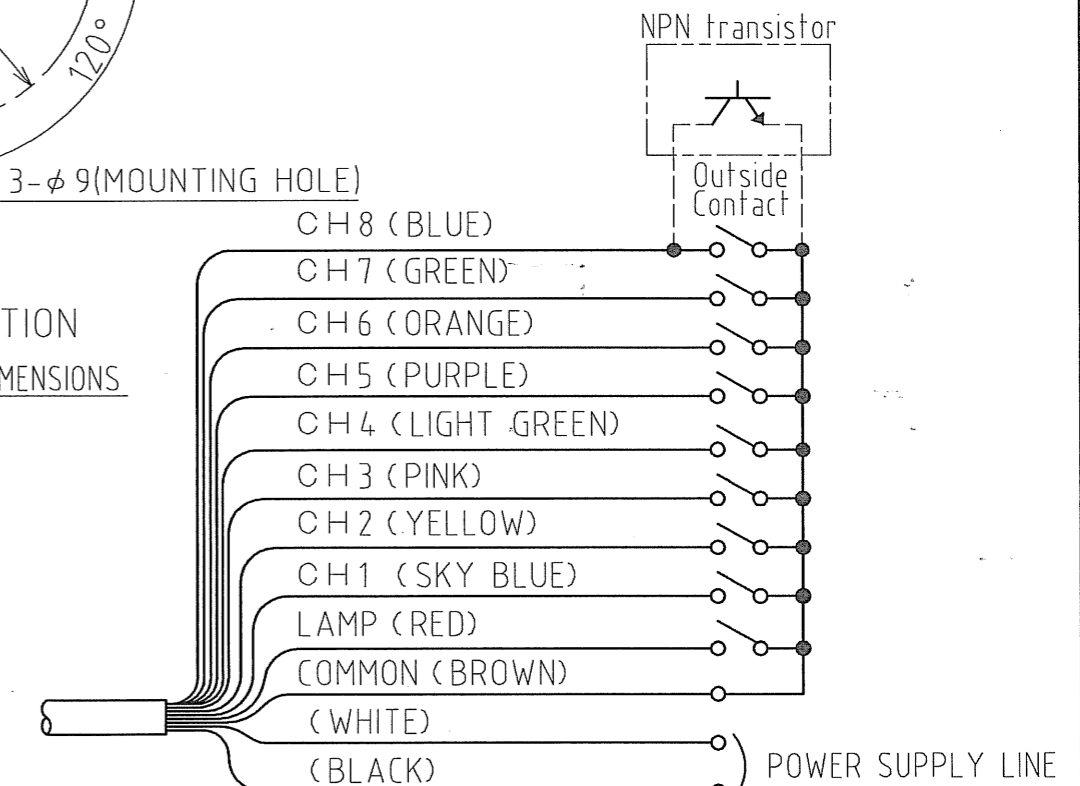 NPN transistor
120°
3-φ9(MOUNTING HOLE)
Outside
Contact
CH8 (BLUE)
CH7 (GREEN)
TION
CH6 (ORANGE)
MENSIONS
CH5 (PURPLE)
CH4 (LIGHT GREEN)
CH3 (PINK)
CH2 (YELLOW)
CH1 (SKY BLUE)
LAMP (RED)
COMMON (BROWN)
(WHITE)
(BLACK)
POWER SUPPLY LINE